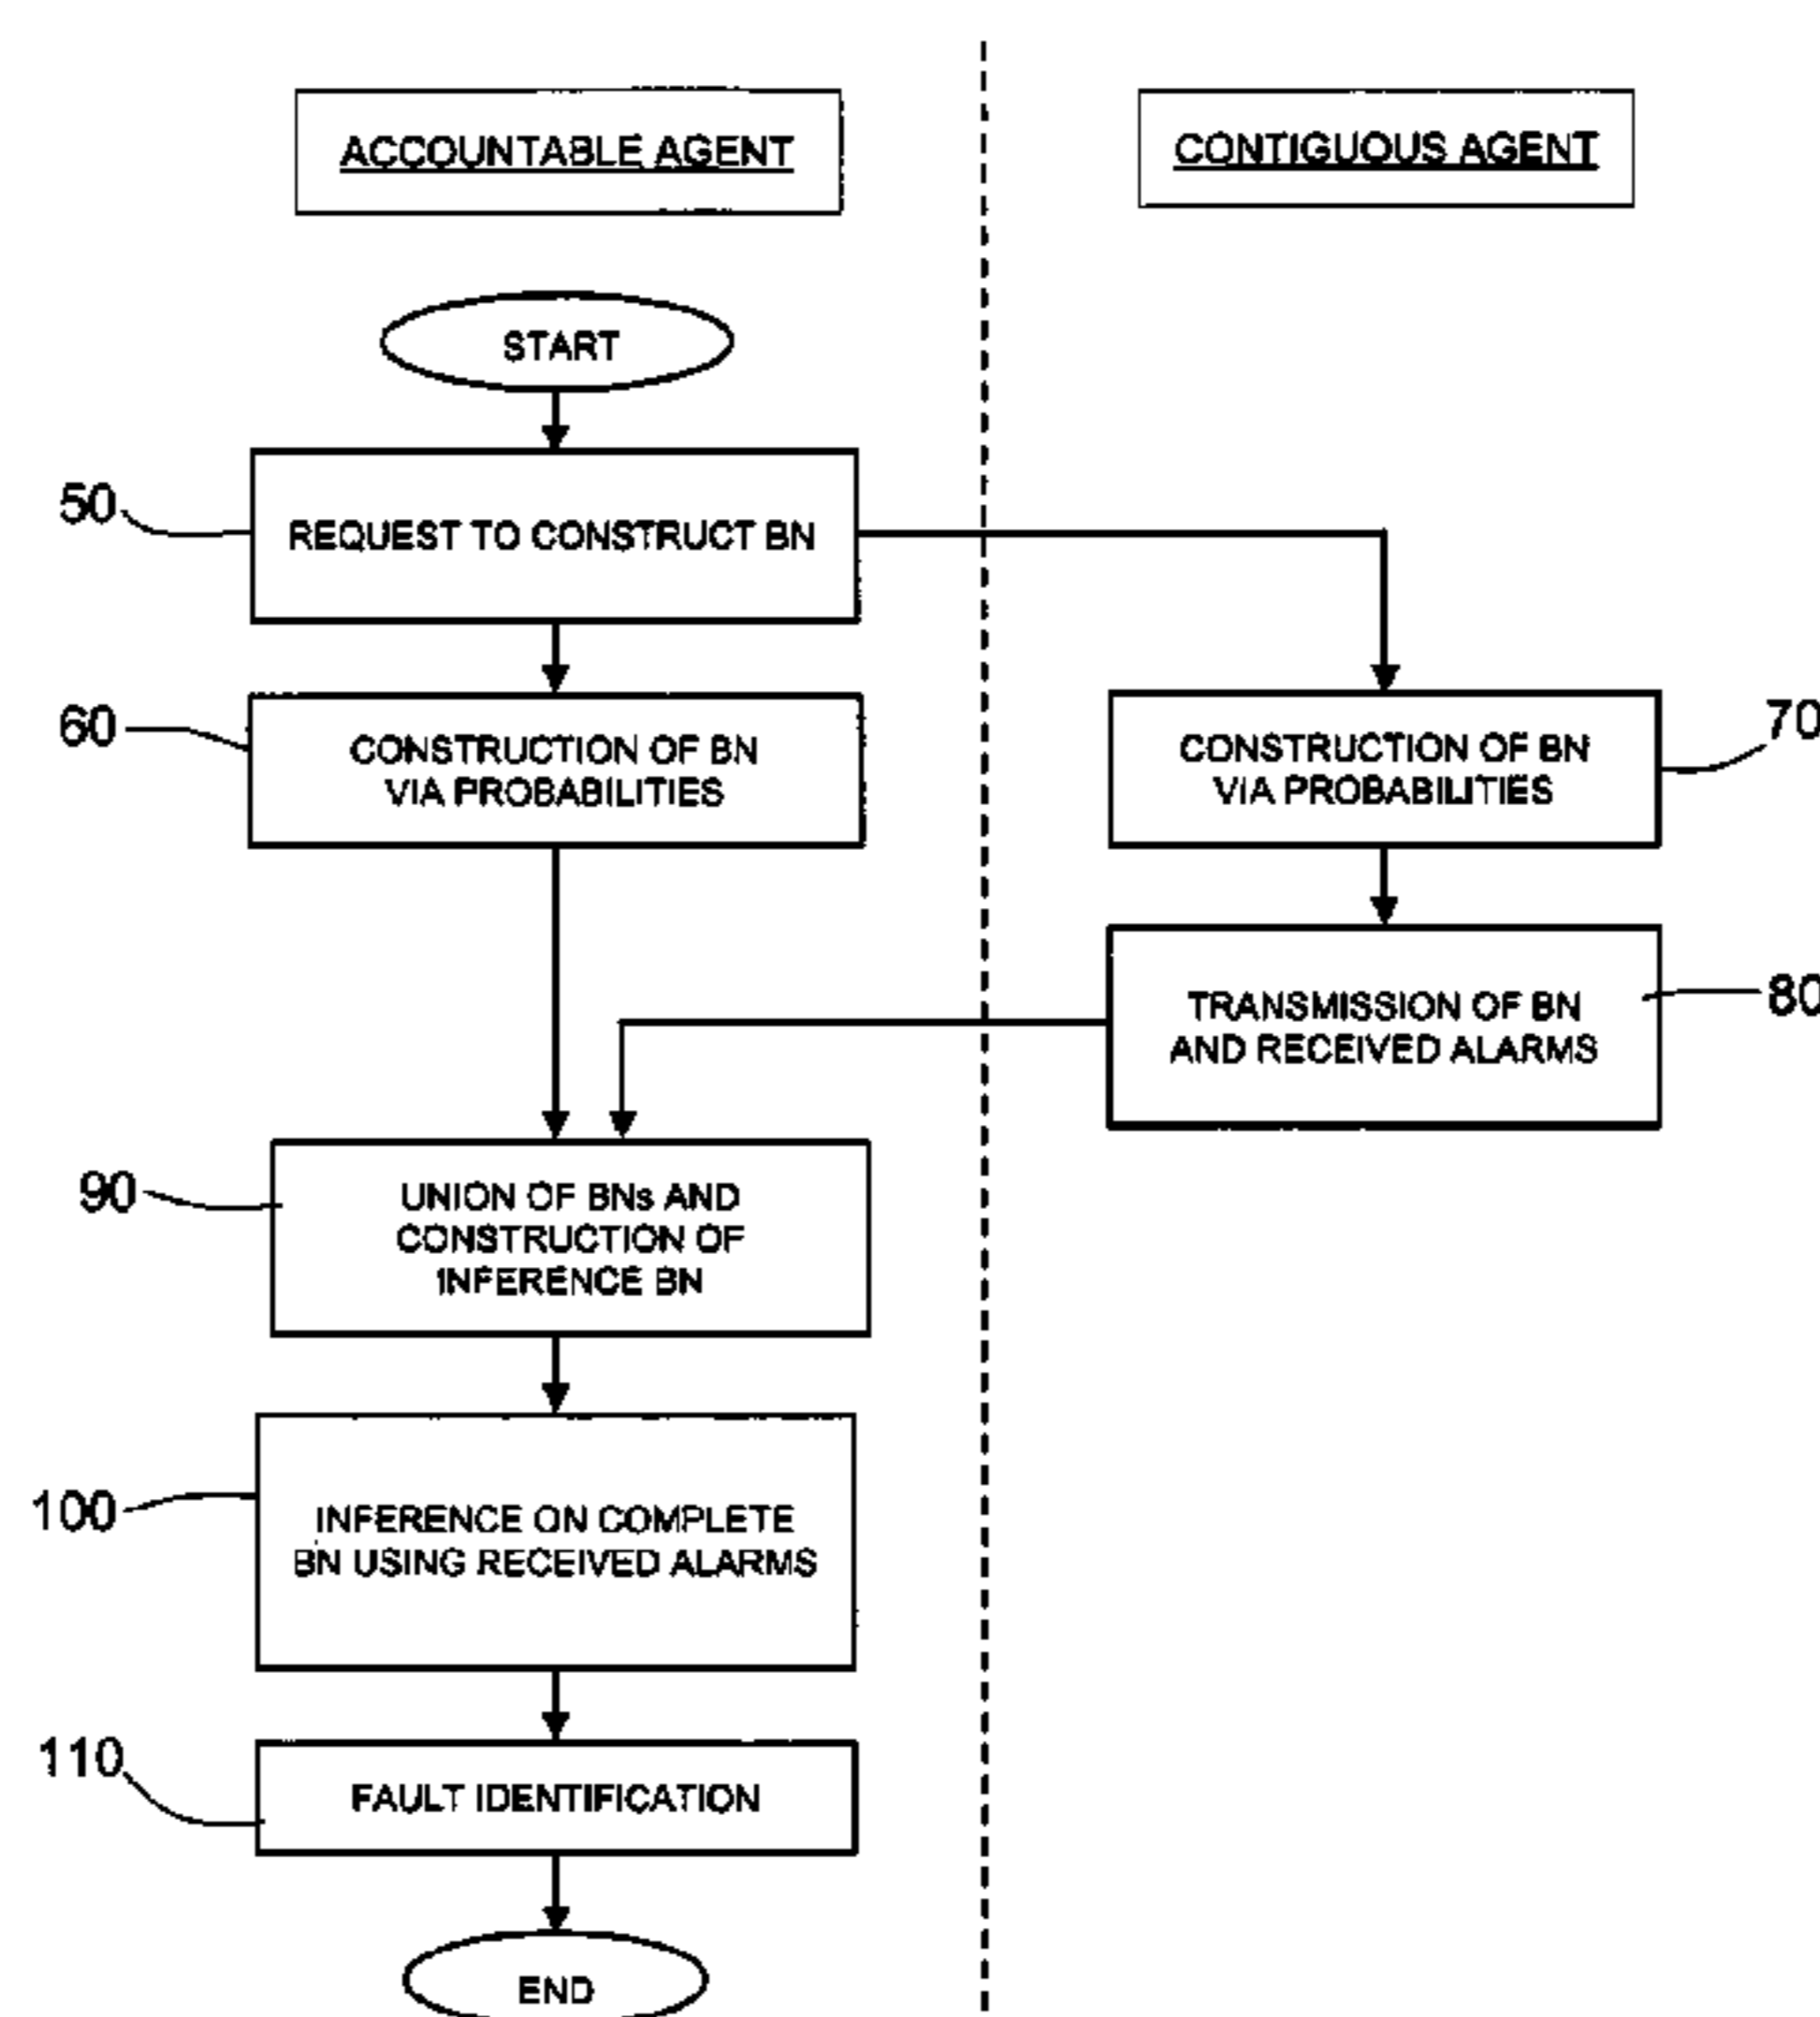 ACCOUNTABLE AGENT
CONTIGUOUS AGENT
START
50
REQUEST TO CONSTRUCT BN
60
CONSTRUCTION OF BN
VIA PROBABILITIES
CONSTRUCTION OF BN
VIA PROBABILITIES
70
TRANSMISSION OF BN
AND RECEIVED ALARMS
80
90
UNION OF BNs AND
CONSTRUCTION OF
INFERENCE BN
100
INFERENCE ON COMPLETE
BN USING RECEIVED ALARMS
110
FAULT IDENTIFICATION
END